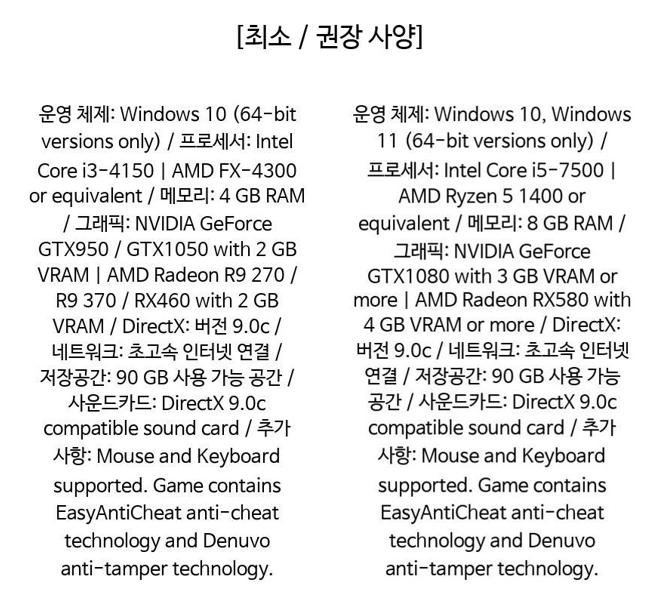 [최소 / 권장 사양]
운영 체제: Windows 10 (64-bit
versions only) / 프로세서: Intel
Core i3-4150 | AMD FX-4300
or equivalent / 메모리: 4 GB RAM
/ 그래픽: NVIDIA GeForce
GTX950 / GTX1050 with 2 GB
VRAM | AMD Radeon R9 270 /
R9 370 / RX460 with 2 GB
VRAM / DirectX: 버전 9.0c /
네트워크: 초고속 인터넷 연결 /
저장공간: 90 GB 사용 가능 공간 /
사운드카드: DirectX 9.0c
compatible sound card / 추가
사항: Mouse and Keyboard
supported. Game contains
EasyAntiCheat anti-cheat
technology and Denuvo
anti-tamper technology.
운영 체제: Windows 10, Windows
11 (64-bit versions only) /
프로세서: Intel Core i5-7500 |
AMD Ryzen 5 1400 or
equivalent / 메모리: 8 GB RAM /
그래픽: NVIDIA GeForce
GTX1080 with 3 GB VRAM or
more | AMD Radeon RX580 with
4 GB VRAM or more / DirectX:
버전 9.0c / 네트워크: 초고속 인터넷
연결 / 저장공간: 90 GB 사용 가능
공간 / 사운드카드: DirectX 9.0c
compatible sound card / 추가
사항: Mouse and Keyboard
supported. Game contains
EasyAntiCheat anti-cheat
technology and Denuvo
anti-tamper technology.